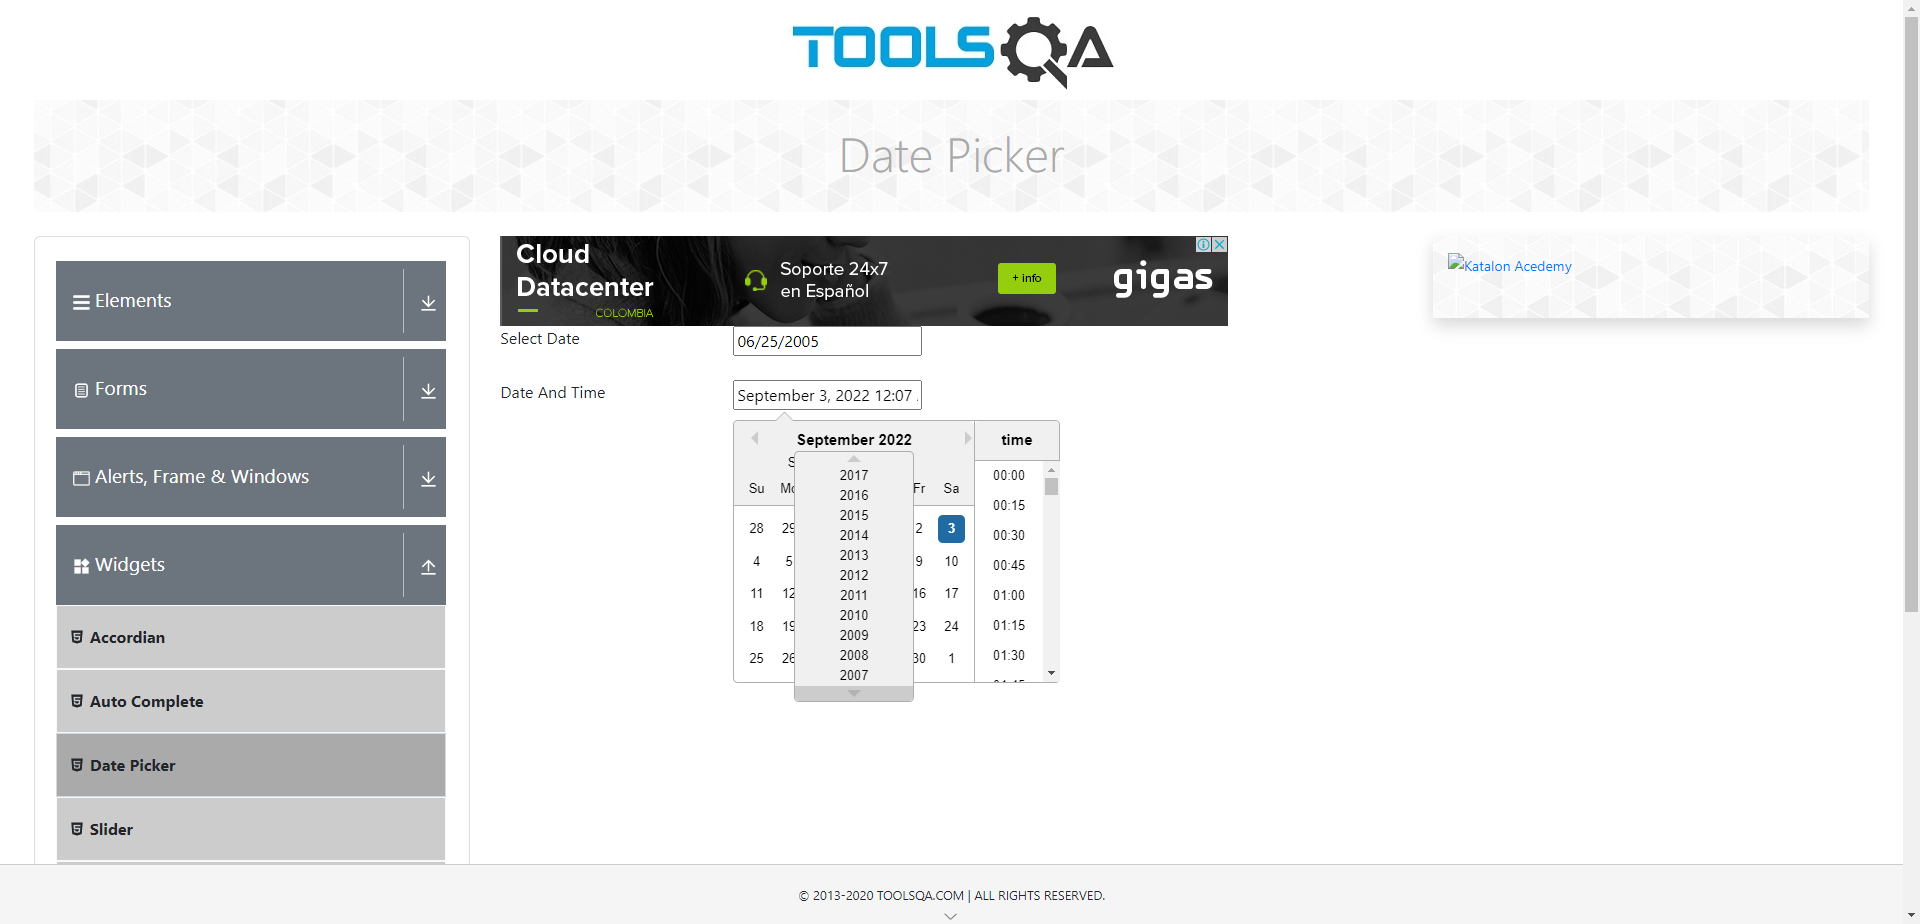 TOOLSQA
Date Picker
Elements
Forms
Alerts, Frame & Windows
Widgets
Accordian
Auto Complete
Date Picker
Slider
Cloud
Datacenter
COLOMBIA
Soporte 24x7
en Español
+ info
gigas
Katalon Acedemy
Select Date
06/25/2005
Date And Time
September 3, 2022 12:07
September 2022
time
2017
2016
2015
2014
2013
2012
2011
2010
2009
2008
2007
Su Fr Sa
28 29 2 3
4 5 9 10
11 12 16 17
18 19 23 24
25 26 30 1
00:00
00:15
00:30
00:45
01:00
01:15
01:30
© 2013-2020 TOOLSQA.COM | ALL RIGHTS RESERVED.